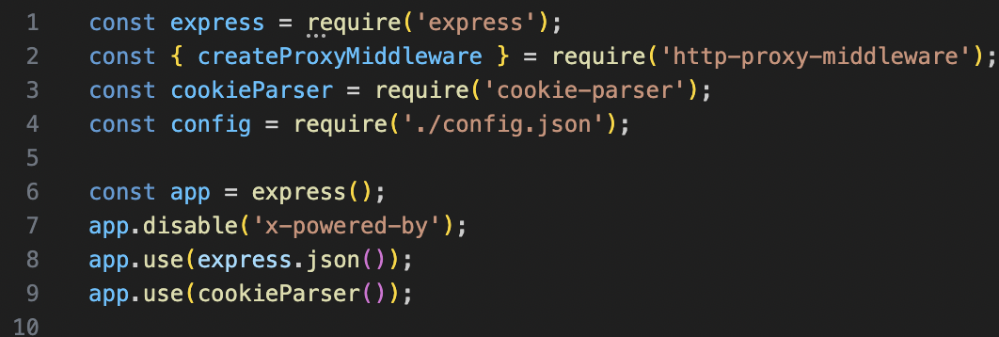 1 const express = require('express');
2 const { createProxyMiddleware } = require('http-proxy-middleware');
3 const cookieParser = require('cookie-parser');
4 const config = require('./config.json');
5
6 const app = express();
7 app.disable('x-powered-by');
8 app.use(express.json());
9 app.use(cookieParser());
10